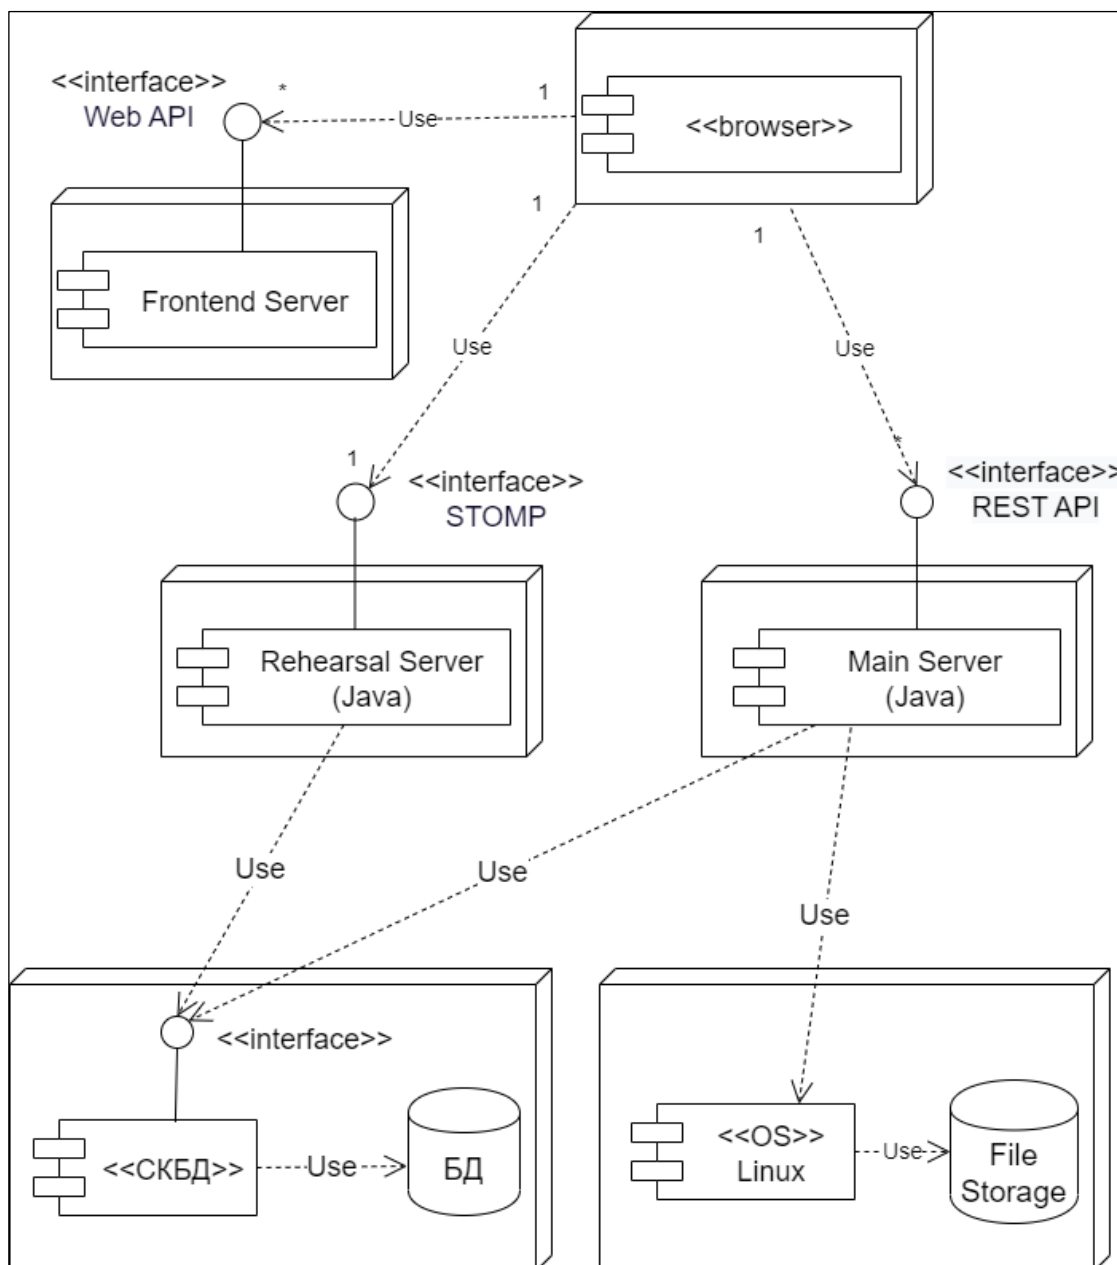 <<interface>>
Web API
*
Use
1
<<browser>>
1
1
Frontend Server
Use
Use
1
*
<<interface>>
STOMP
<<interface>>
REST API
Rehearsal Server
(Java)
Main Server
(Java)
Use
Use
Use
<<interface>>
<<СКБД>>
Use
БД
<<OS>>
Linux
Use
File
Storage